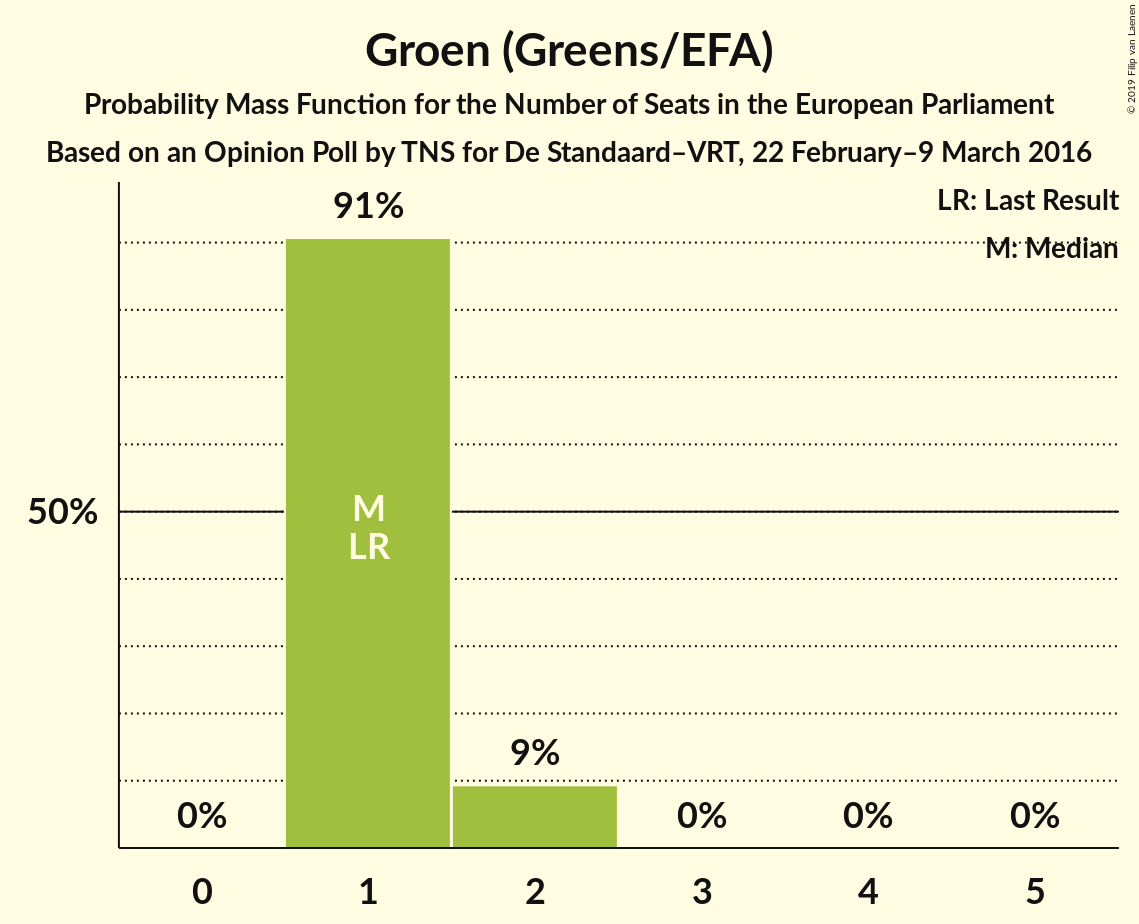 Groen (Greens/EFA)
Probability Mass Function for the Number of Seats in the European Parliament
Based on an Opinion Poll by TNS for De Standaard–VRT, 22 February–9 March 2016
© 2019 Filip van Laenen
LR: Last Result
M: Median
91%
50%
M
LR
9%
0%
0%
0%
0%
0
1
2
3
4
5